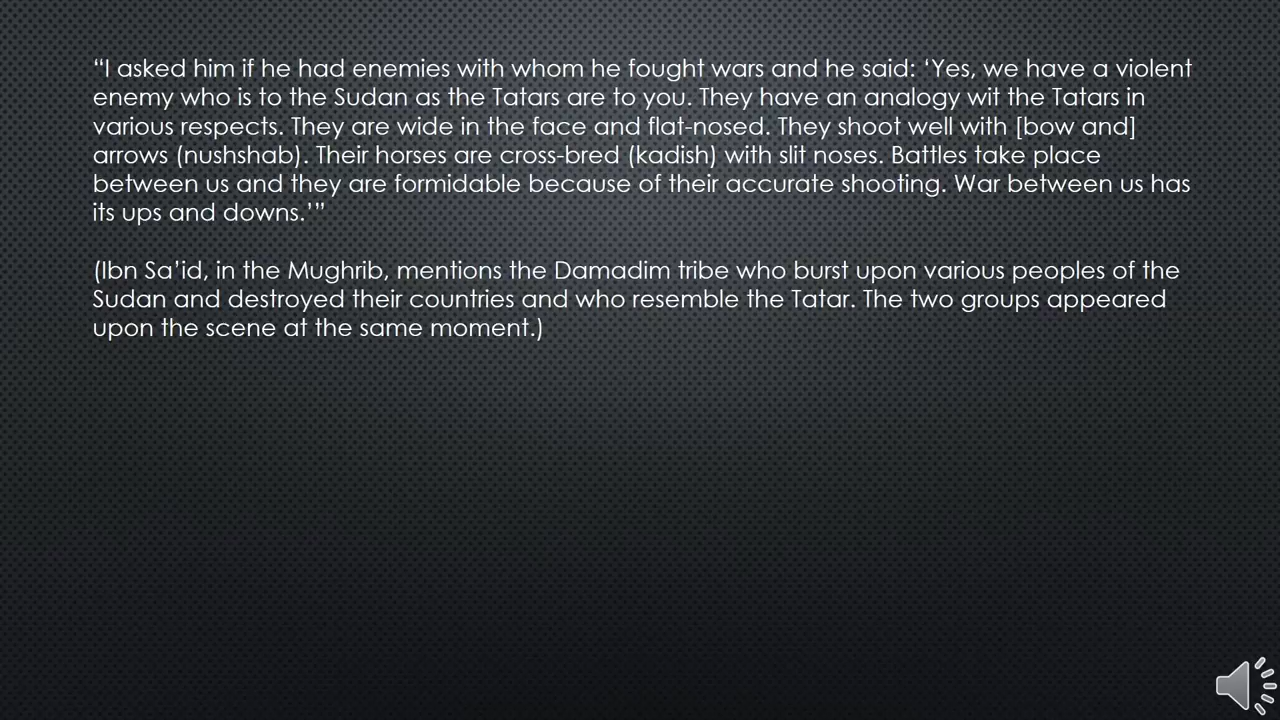 “I asked him if he had enemies with whom he fought wars and he said: ‘Yes, we have a violent
enemy who is to the Sudan as the Tatars are to you. They have an analogy wit the Tatars in
various respects. They are wide in the face and flat-nosed. They shoot well with [bow and]
arrows (nushshab). Their horses are cross-bred (kadish) with slit noses. Battles take place
between us and they are formidable because of their accurate shooting. War between us has
its ups and downs.’”
(Ibn Sa’id, in the Mughrib, mentions the Damadim tribe who burst upon various peoples of the
Sudan and destroyed their countries and who resemble the Tatar. The two groups appeared
upon the scene at the same moment.)